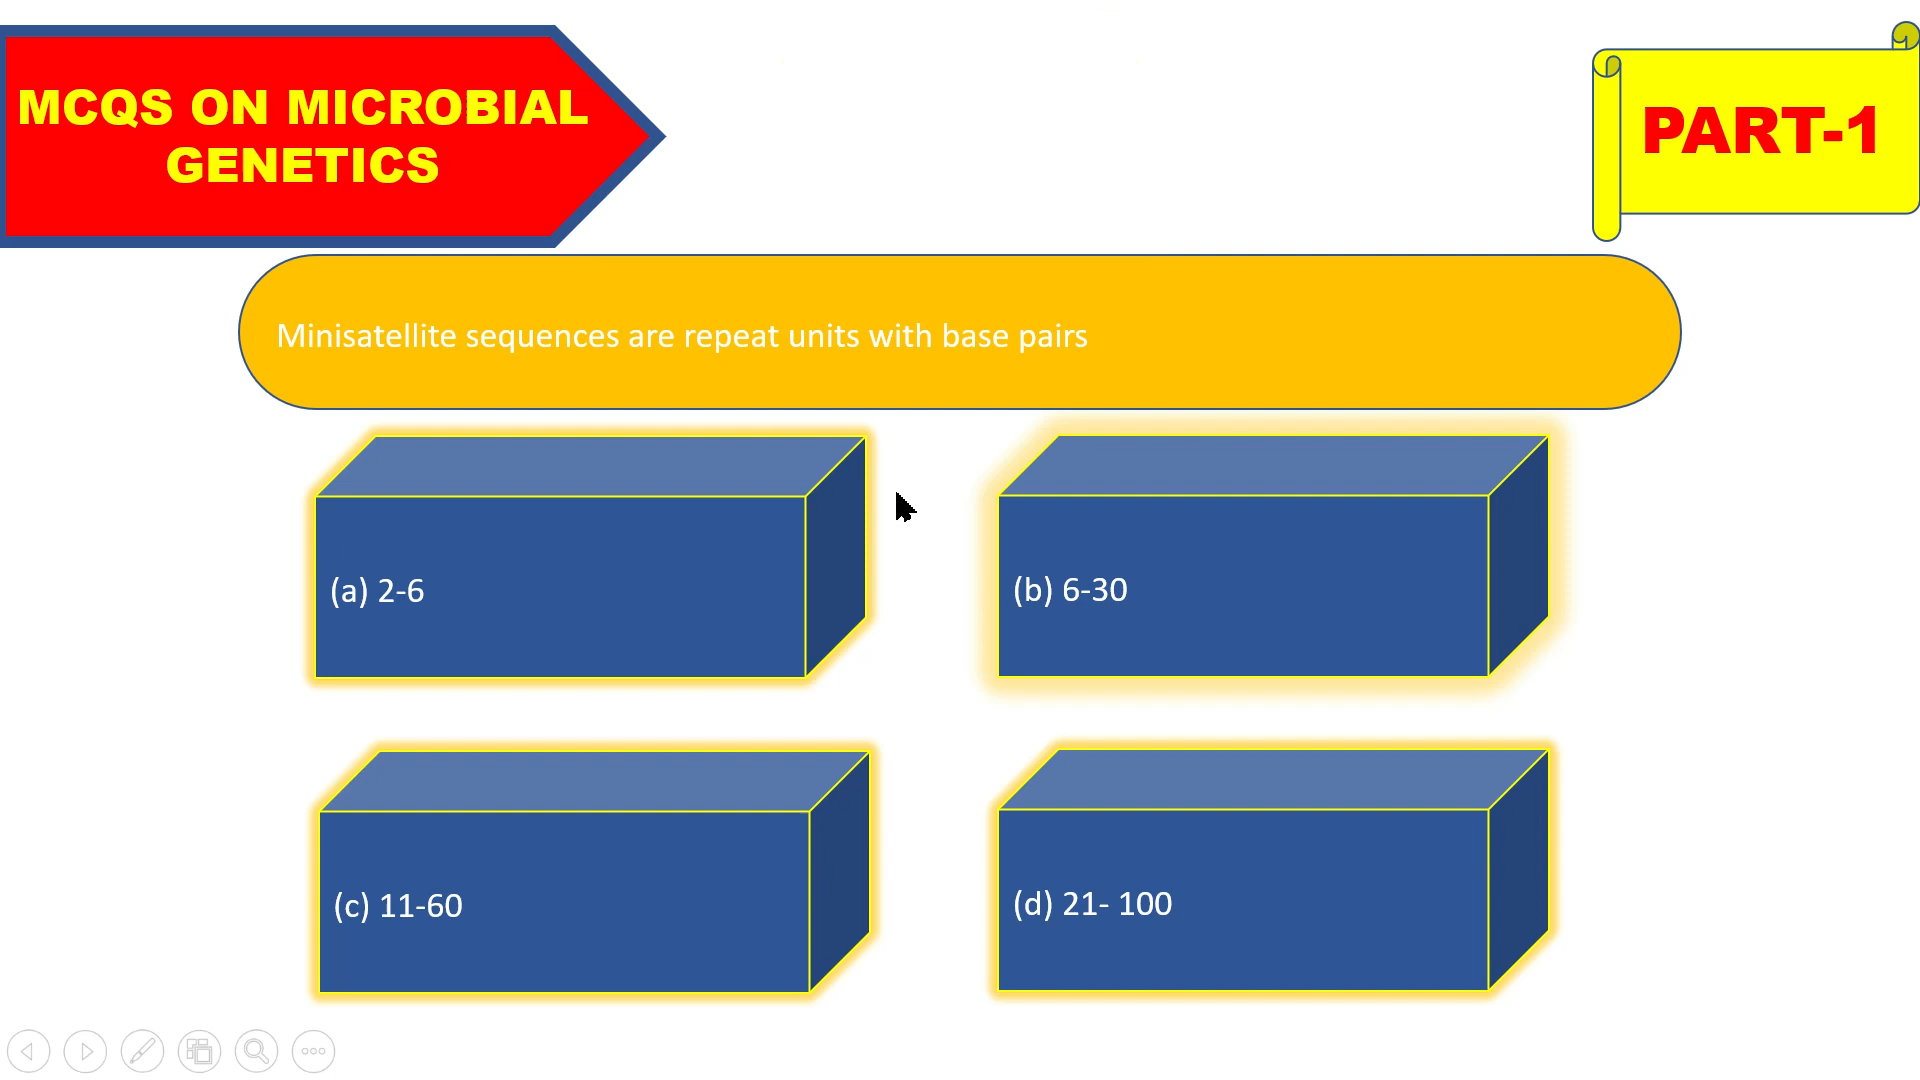 MCQS ON MICROBIAL
GENETICS
PART-1
Minisatellite sequences are repeat units with base pairs
(a) 2-6
(b) 6-30
(c) 11-60
(d) 21- 100